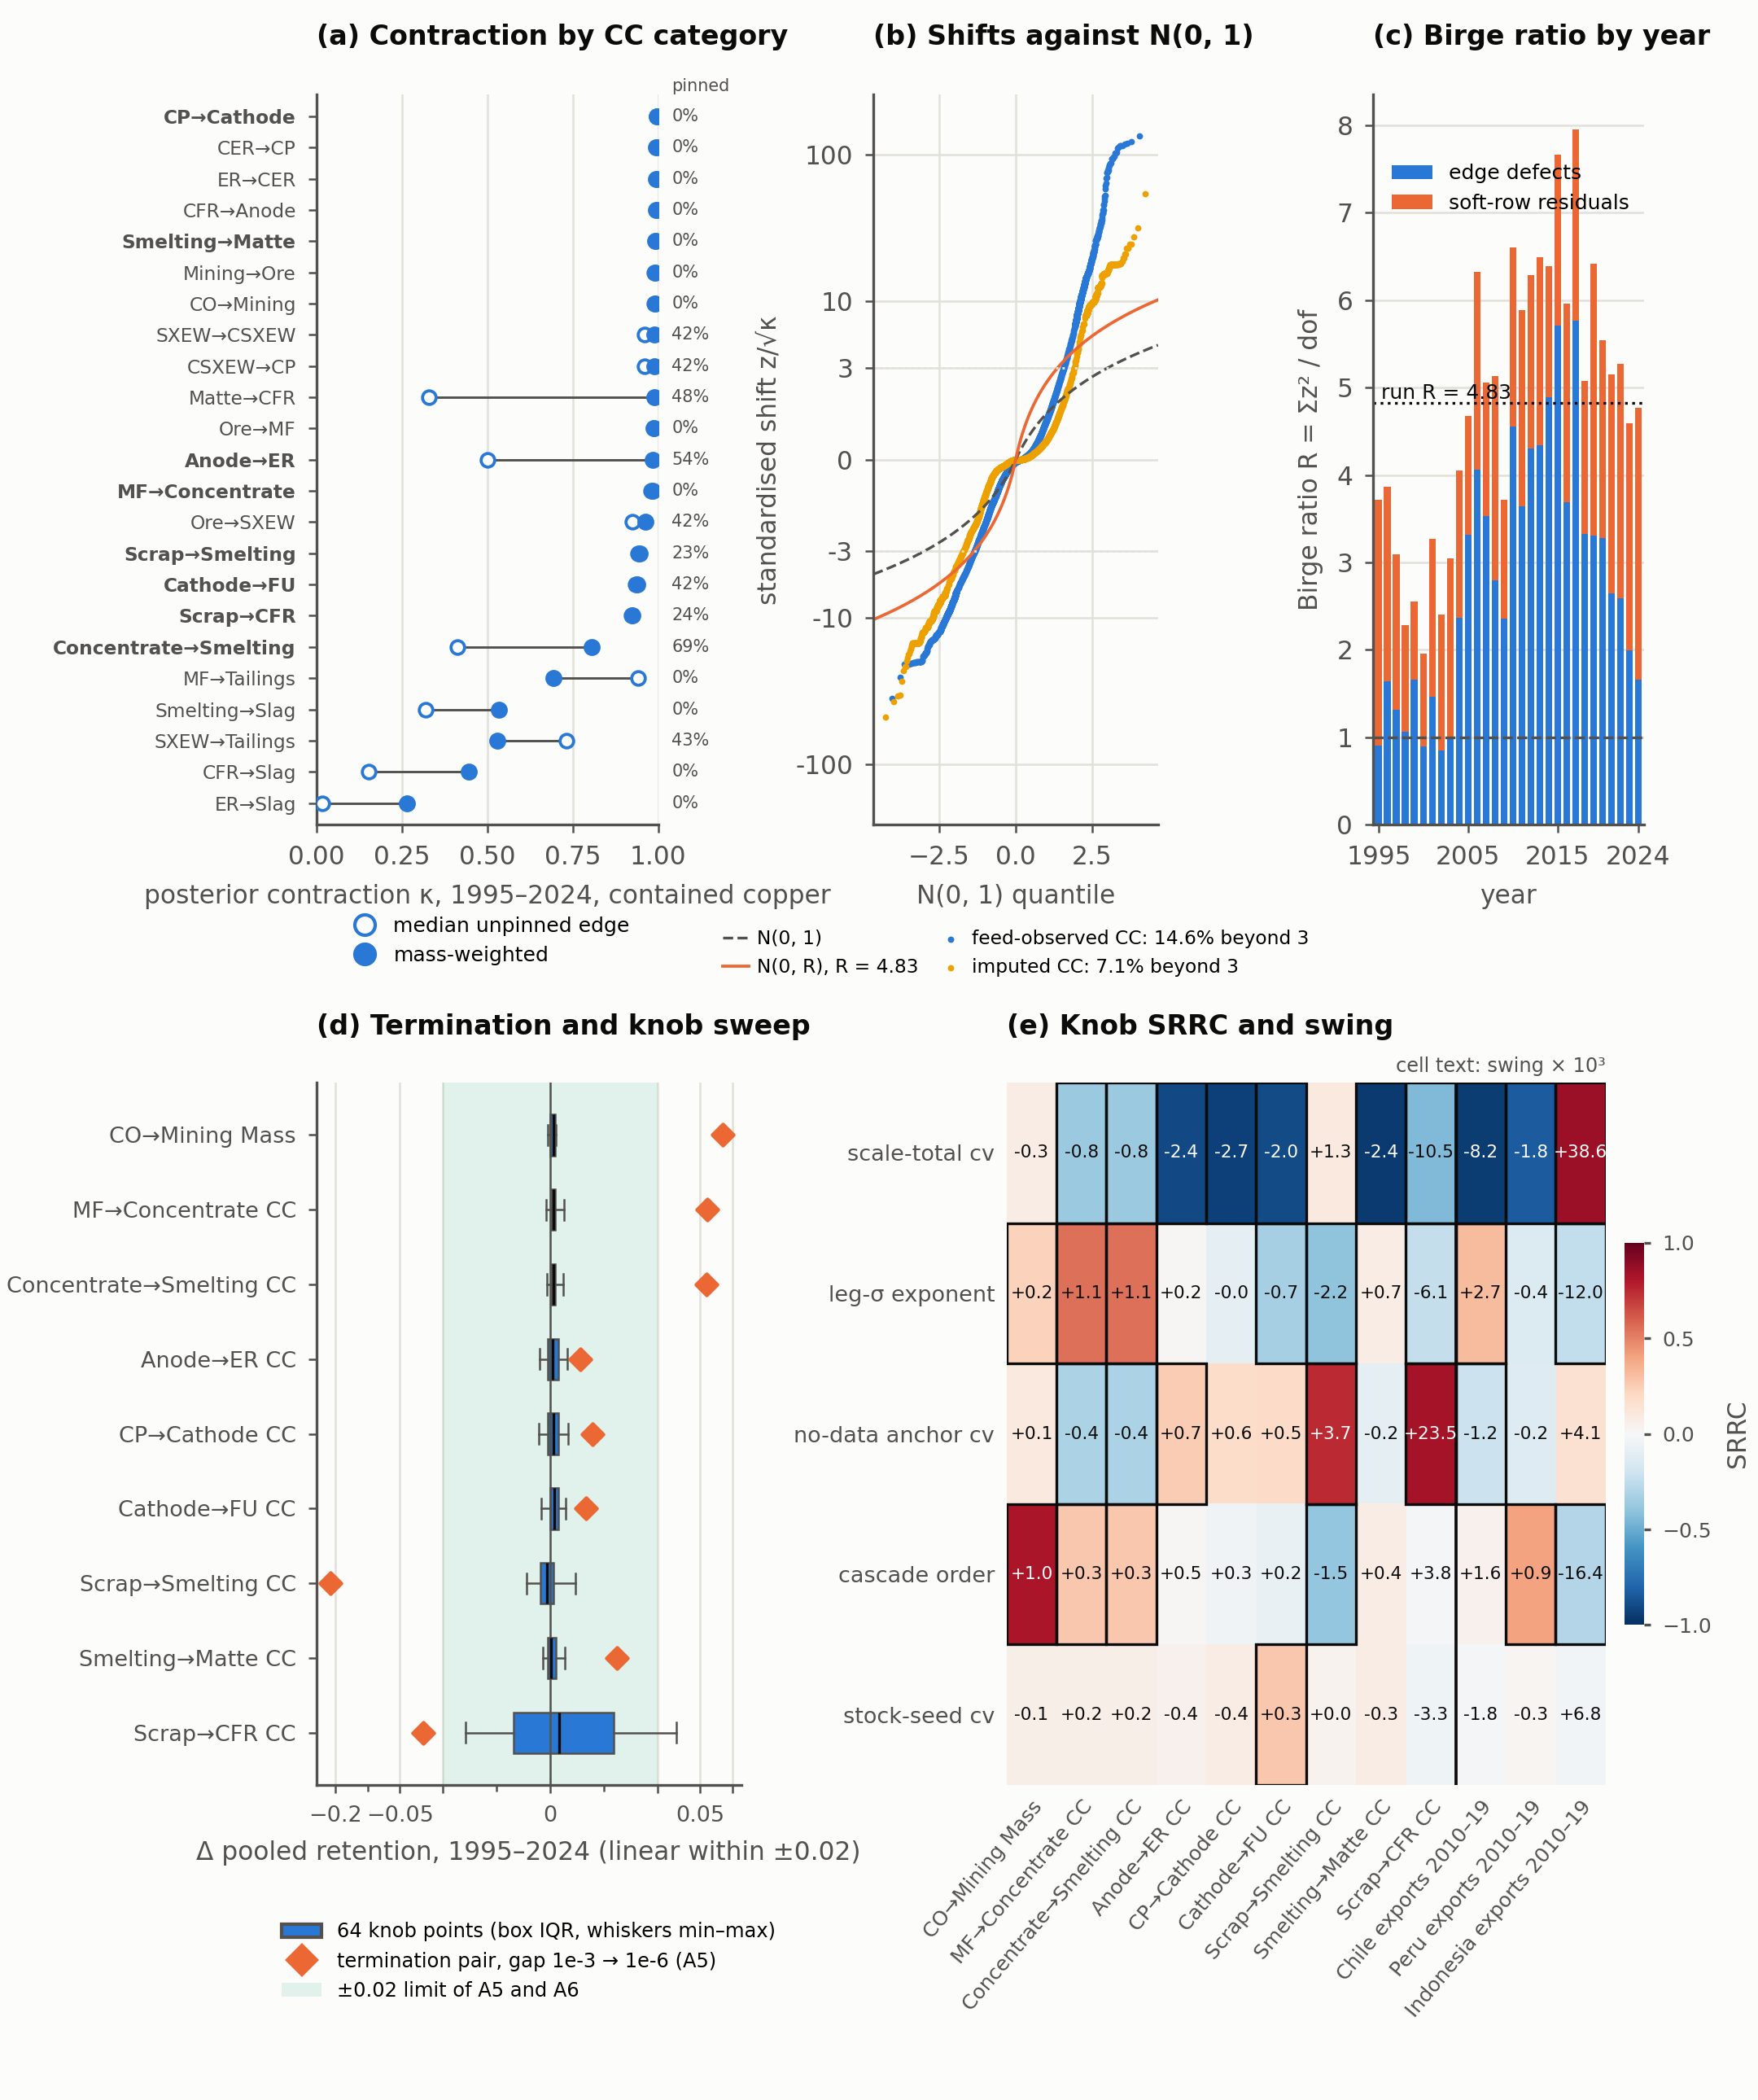 (a) Contraction by CC category
pinned
CP→Cathode 0%
CER→CP 0%
ER→CER 0%
CFR→Anode 0%
Smelting→Matte 0%
Mining→Ore 0%
CO→Mining 0%
SXEW→CSXEW 42%
CSXEW→CP 42%
Matte→CFR 48%
Ore→MF 0%
Anode→ER 54%
MF→Concentrate 0%
Ore→SXEW 42%
Scrap→Smelting 23%
Cathode→FU 42%
Scrap→CFR 24%
Concentrate→Smelting 69%
MF→Tailings 0%
Smelting→Slag 0%
SXEW→Tailings 43%
CFR→Slag 0%
ER→Slag 0%
0.00 0.25 0.50 0.75 1.00
posterior contraction κ, 1995–2024, contained copper
median unpinned edge
mass-weighted
(b) Shifts against N(0, 1)
standardised shift z/√κ
100
10
3
0
-3
-10
-100
−2.5 0.0 2.5
N(0, 1) quantile
N(0, 1)
N(0, R), R = 4.83
feed-observed CC: 14.6% beyond 3
imputed CC: 7.1% beyond 3
(c) Birge ratio by year
Birge ratio R = Σz² / dof
8
7
6
5
4
3
2
1
0
edge defects
soft-row residuals
run R = 4.83
1995 2005 2015 2024
year
(d) Termination and knob sweep
CO→Mining Mass
MF→Concentrate CC
Concentrate→Smelting CC
Anode→ER CC
CP→Cathode CC
Cathode→FU CC
Scrap→Smelting CC
Smelting→Matte CC
Scrap→CFR CC
−0.2 −0.05 0 0.05
Δ pooled retention, 1995–2024 (linear within ±0.02)
64 knob points (box IQR, whiskers min–max)
termination pair, gap 1e-3 → 1e-6 (A5)
±0.02 limit of A5 and A6
(e) Knob SRRC and swing
cell text: swing × 10³
scale-total cv -0.3 -0.8 -0.8 -2.4 -2.7 -2.0 +1.3 -2.4 -10.5 -8.2 -1.8 +38.6
leg-σ exponent +0.2 +1.1 +1.1 +0.2 -0.0 -0.7 -2.2 +0.7 -6.1 +2.7 -0.4 -12.0
no-data anchor cv +0.1 -0.4 -0.4 +0.7 +0.6 +0.5 +3.7 -0.2 +23.5 -1.2 -0.2 +4.1
cascade order +1.0 +0.3 +0.3 +0.5 +0.3 +0.2 -1.5 +0.4 +3.8 +1.6 +0.9 -16.4
stock-seed cv -0.1 +0.2 +0.2 -0.4 -0.4 +0.3 +0.0 -0.3 -3.3 -1.8 -0.3 +6.8
CO→Mining Mass
MF→Concentrate CC
Concentrate→Smelting CC
Anode→ER CC
CP→Cathode CC
Cathode→FU CC
Scrap→Smelting CC
Smelting→Matte CC
Scrap→CFR CC
Chile exports 2010–19
Peru exports 2010–19
Indonesia exports 2010–19
1.0
0.5
0.0
−0.5
−1.0
SRRC